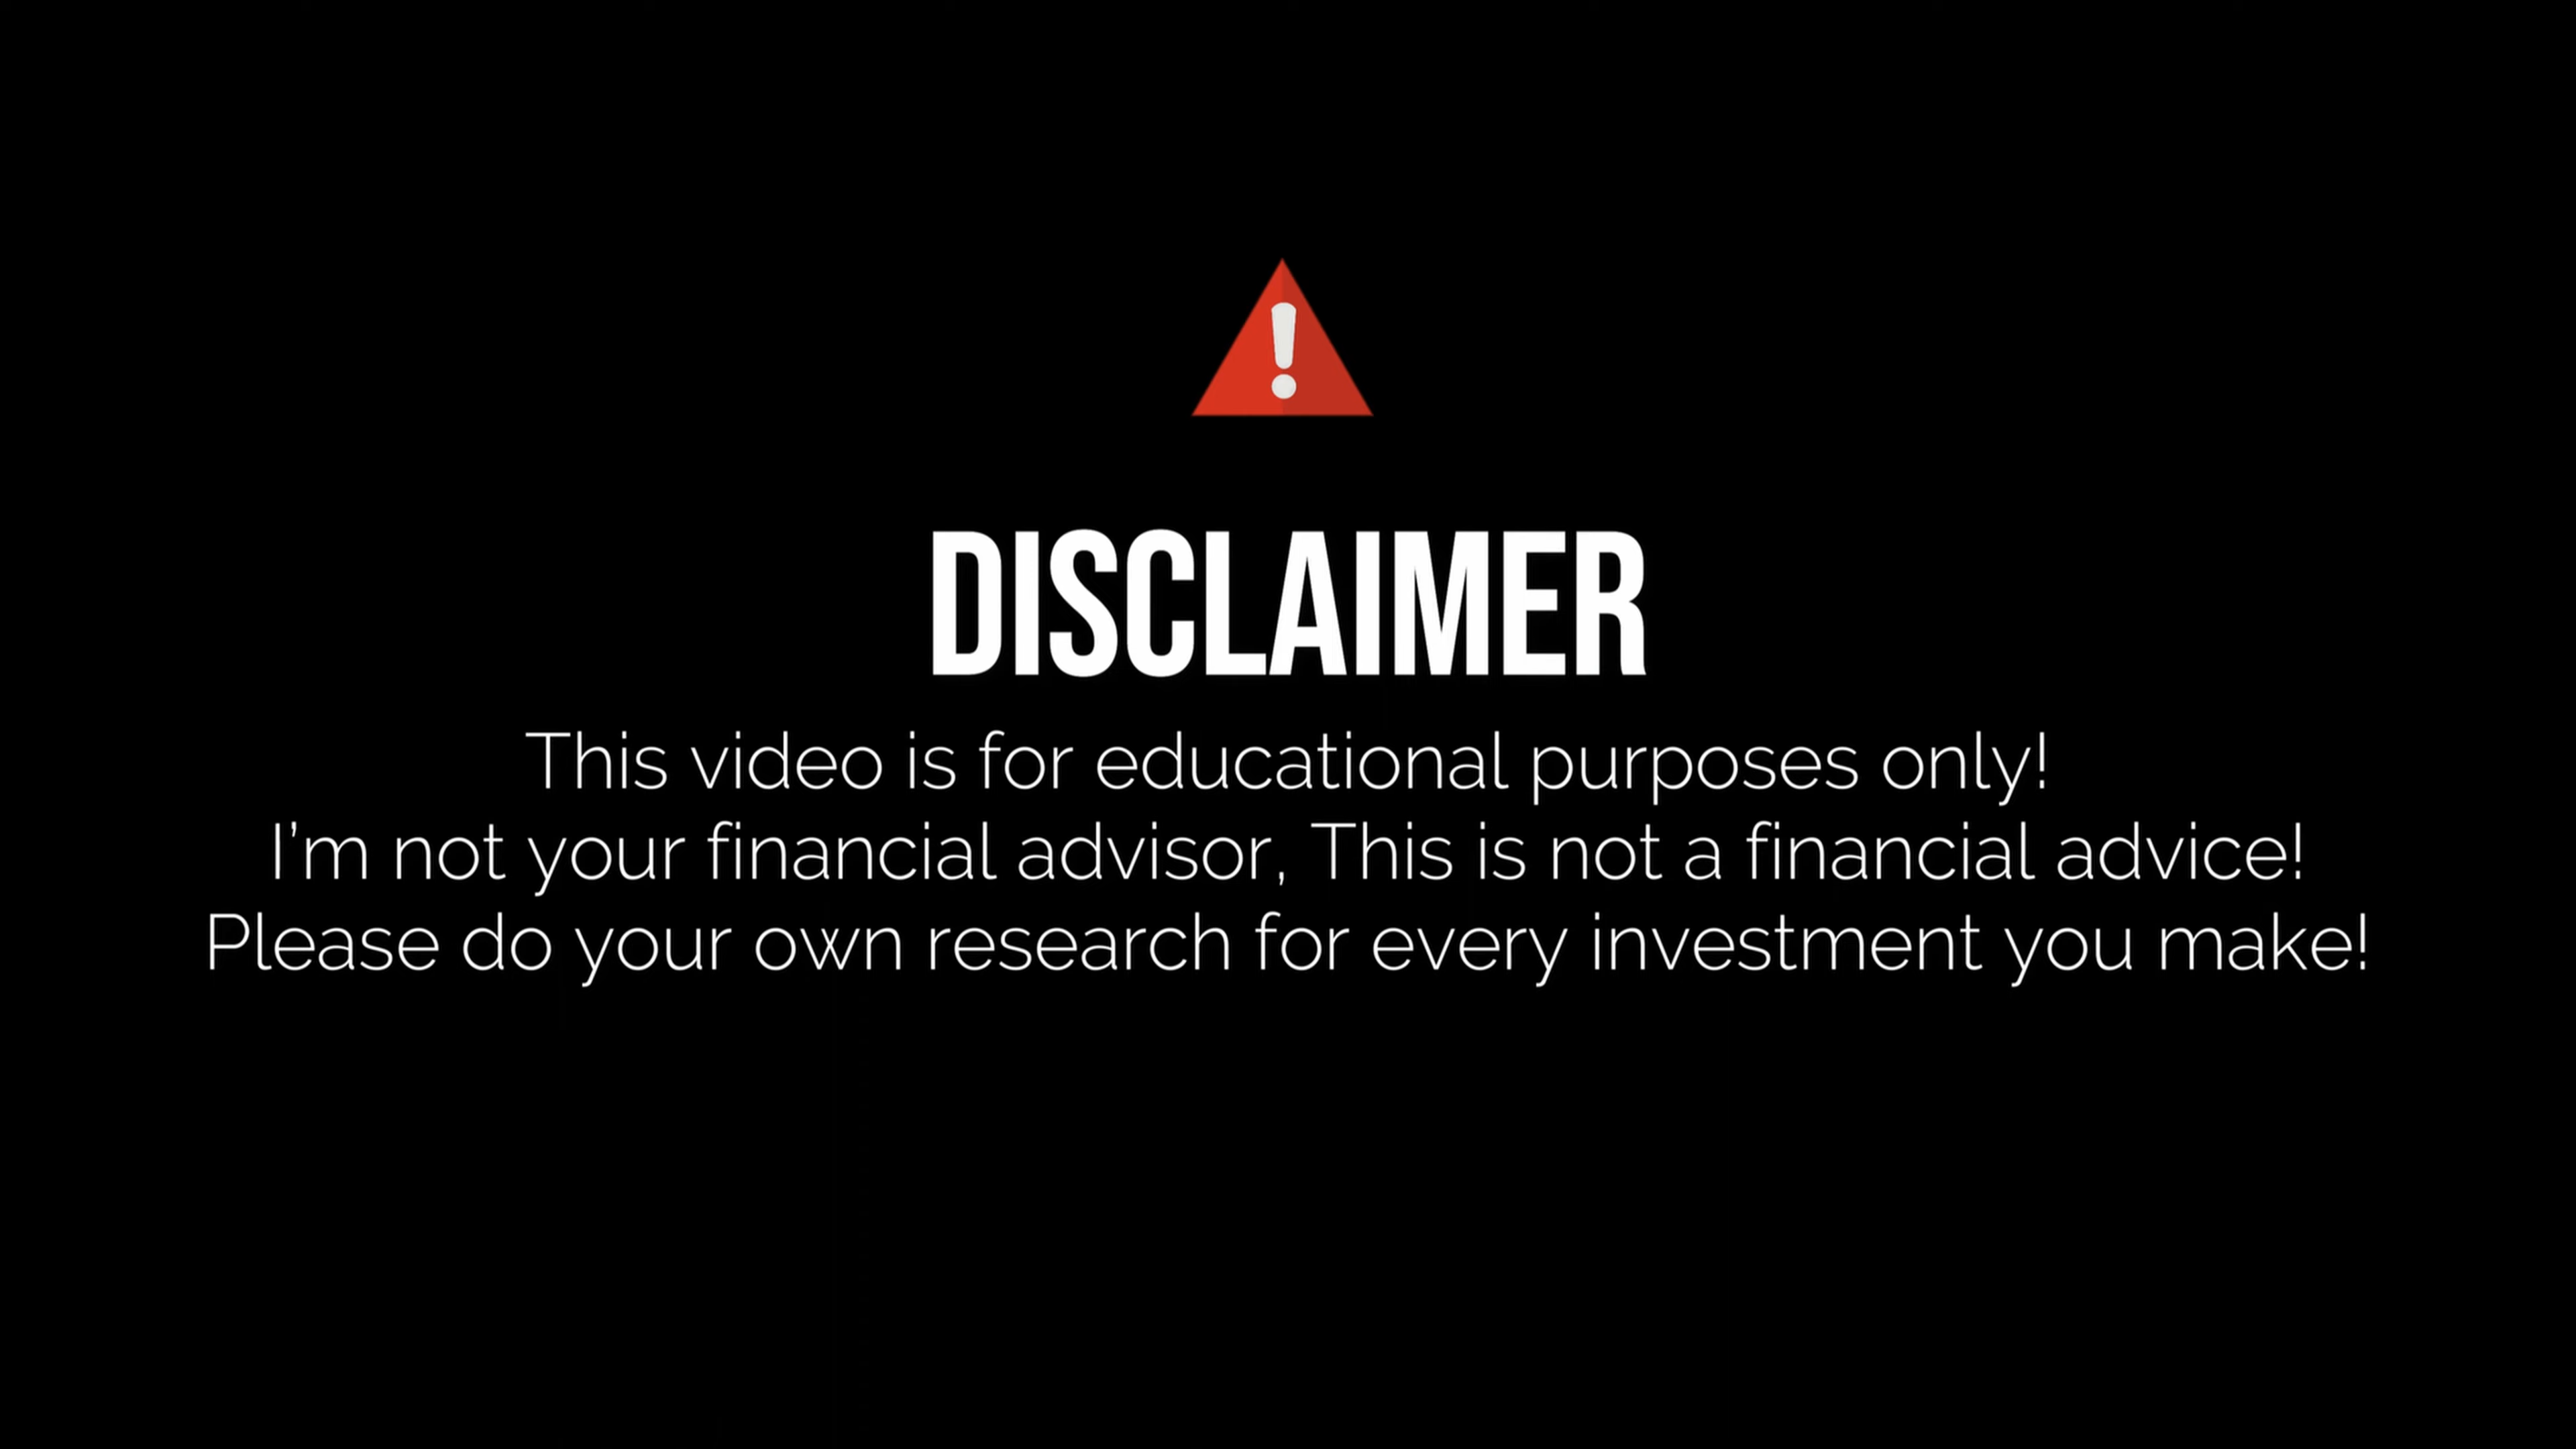 DISCLAIMER
This video is for educational purposes only!
I'm not your financial advisor, This is not a financial advice!
Please do your own research for every investment you make!